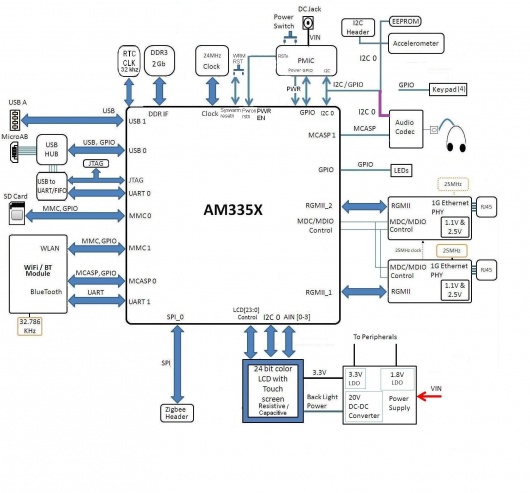 DC Jack
Power
Switch
VIN
I2C
Header
EEPROM
Accelerometer
I2C 0
RTC
CLK
32 khz
DDR3
2 Gb
24MHz
Clock
WRM
RST
PMIC
Power GPIO
I2C
PWR
I2C/GPIO
GPIO
Key pad (4)
I2C 0
USB A
USB
USB 1
DDR IF
Clock
PWR
EN
GPIO
I2C 0
MCASP 1
MCASP
Audio
Codec
MicroAB
USB
HUB
USB, GPIO
USB 0
JTAG
USB to
UART/FIFO
JTAG
UART 0
GPIO
GPIO
LEDs
SD Card
MMC, GPIO
MMC 0
AM335X
25MHz
RGMII_2
RGMII
1G Ethernet
PHY
RJ45
MDC/MDIO
Control
MDC/MDIO
Control
1.1V &
2.5V
25MHz clock
25MHz
WLAN
MMC, GPIO
MMC 1
WiFi / BT
Module
MCASP, GPIO
MCASP 0
BlueTooth
UART
UART 1
MDC/MDIO
Control
1G Ethernet
PHY
RJ45
RGMII_1
RGMII
1.1V &
2.5V
32.786
KHz
SPI_0
LCD[23:0]
Control
I2C 0
AIN [0-3]
To Peripherals
SPI
24 bit color
LCD with
Touch
screen
Resistive /
Capacitive
3.3V
Back Light
Power
3.3V
LDO
1.8V
LDO
20V
DC-DC
Converter
Power
Supply
VIN
Zigbee
Header